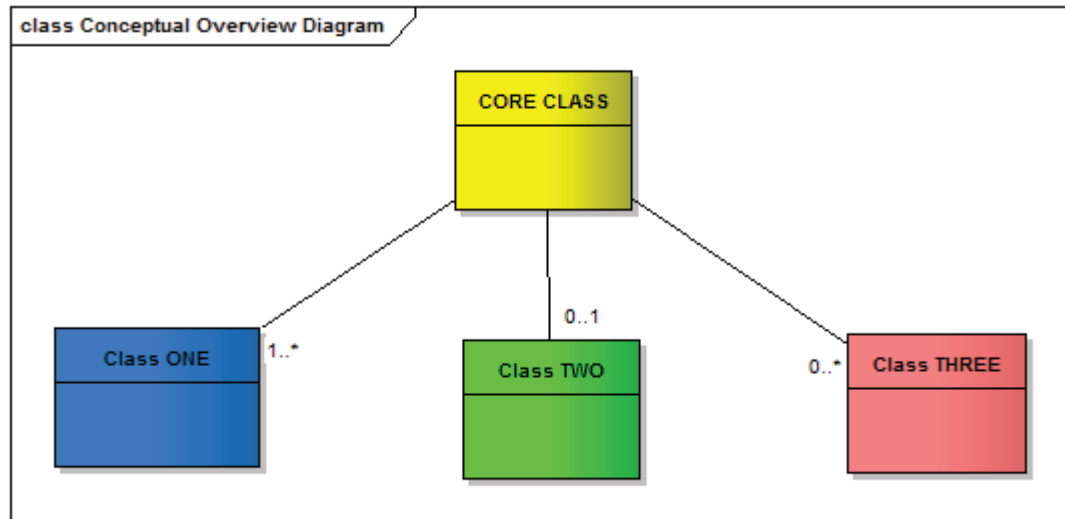 class Conceptual Overview Diagram
CORE CLASS
Class ONE
1..*
0..1
Class TWO
0..*
Class THREE